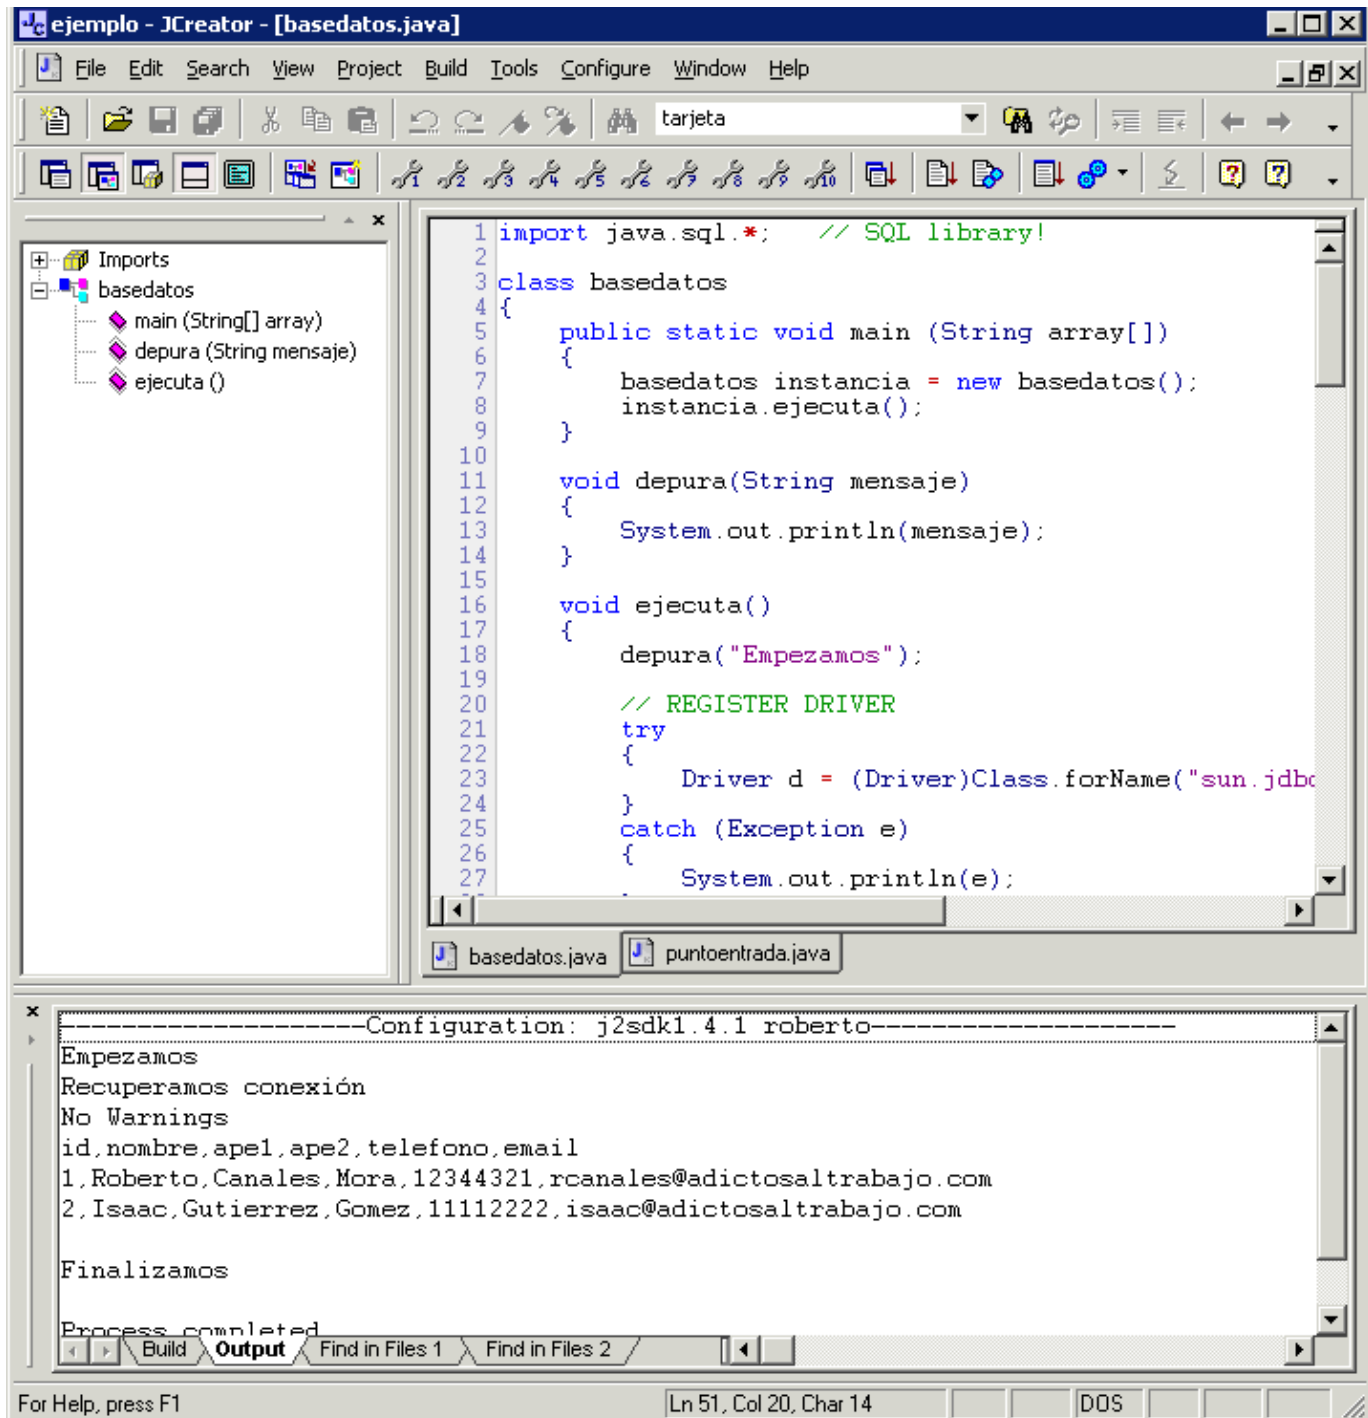 ejemplo - JCreator - [basedatos.java]
File Edit Search View Project Build Tools Configure Window Help
tarjeta
Imports
basedatos
main (String[] array)
depura (String mensaje)
ejecuta ()
1 import java.sql.*;   // SQL library!
2
3 class basedatos
4 {
5     public static void main (String array[])
6     {
7         basedatos instancia = new basedatos();
8         instancia.ejecuta();
9     }
10
11     void depura(String mensaje)
12     {
13         System.out.println(mensaje);
14     }
15
16     void ejecuta()
17     {
18         depura("Empezamos");
19
20         // REGISTER DRIVER
21         try
22         {
23             Driver d = (Driver)Class.forName("sun.jdbc
24         }
25         catch (Exception e)
26         {
27             System.out.println(e);
basedatos.java puntoentrada.java
--------------------Configuration: j2sdk1.4.1 roberto--------------------
Empezamos
Recuperamos conexión
No Warnings
id,nombre,ape1,ape2,telefono,email
1,Roberto,Canales,Mora,12344321,rcanales@adictosaltrabajo.com
2,Isaac,Gutierrez,Gomez,11112222,isaac@adictosaltrabajo.com
Finalizamos
Process completed
Build Output Find in Files 1 Find in Files 2
For Help, press F1 Ln 51, Col 20, Char 14 DOS